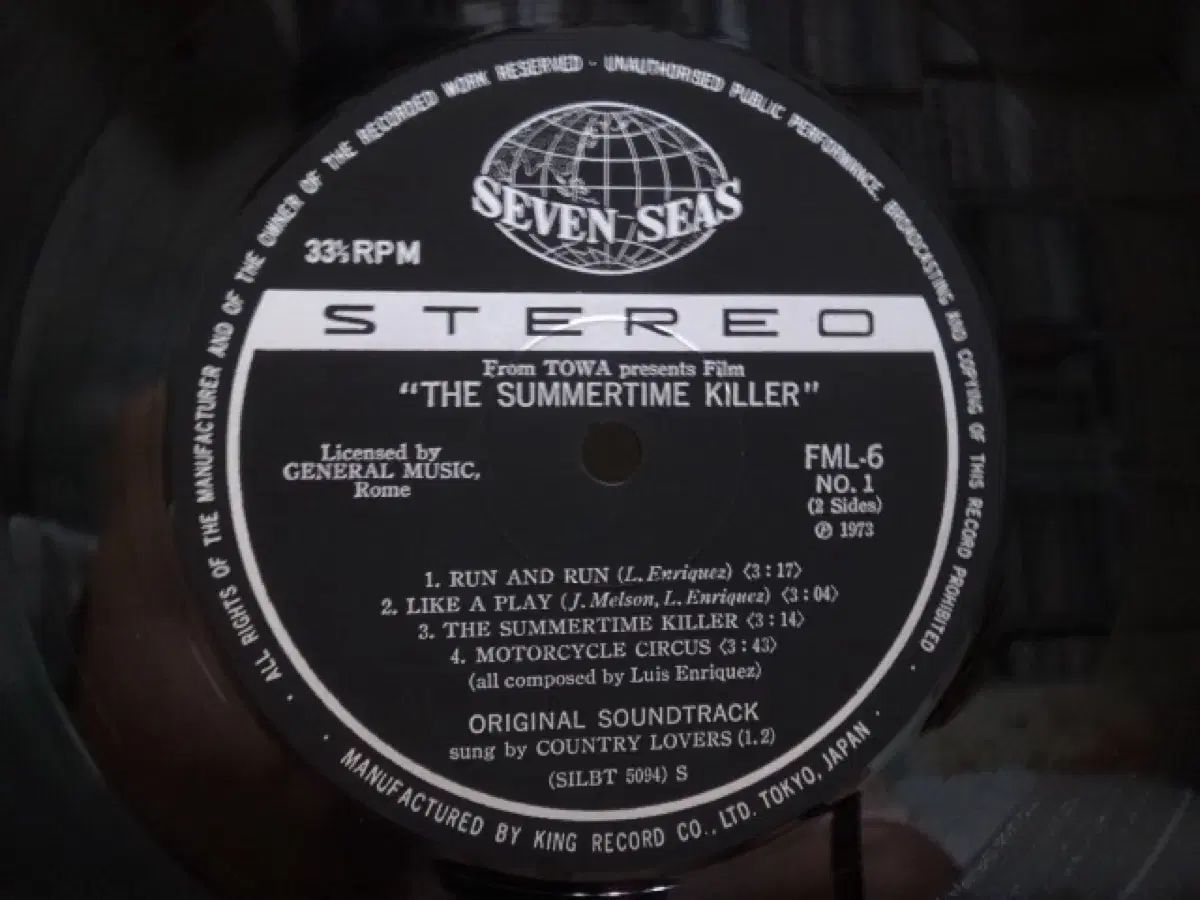 ALL RIGHTS OF THE MANUFACTURER AND OF THE OWNER OF THE RECORDED WORK RESERVED - UNAUTHORISED PUBLIC PERFORMANCE, BROADCASTING AND COPYING OF THIS RECORD PROHIBITED
SEVEN SEAS
33⅓RPM
STEREO
From TOWA presents Film
"THE SUMMERTIME KILLER"
Licensed by
GENERAL MUSIC,
Rome
FML-6
NO. 1
(2 Sides)
℗ 1973
1. RUN AND RUN (L. Enriquez) 〈3:17〉
2. LIKE A PLAY (J. Melson, L. Enriquez) 〈3:04〉
3. THE SUMMERTIME KILLER 〈3:14〉
4. MOTORCYCLE CIRCUS 〈3:43〉
(all composed by Luis Enriquez)
ORIGINAL SOUNDTRACK
sung by COUNTRY LOVERS (1.2)
(SILBT 5094) S
· MANUFACTURED BY KING RECORD CO., LTD. TOKYO, JAPAN ·